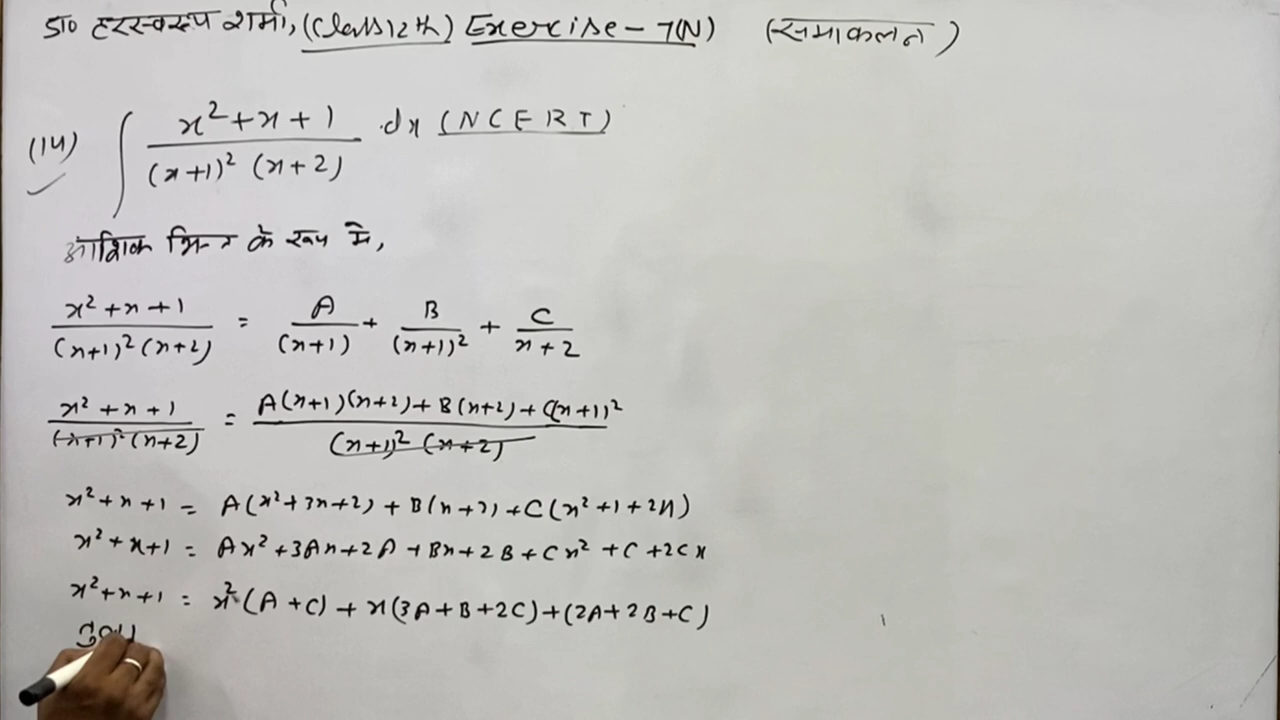 डा० हरस्वरूप शर्मा, (Class 12th) Exercise – 7(N) (समाकलन)
(14) ∫ x²+x+1 / (x+1)² (x+2) .dx (NCERT)
आंशिक भिन्न के रूप में,
x²+x+1 / (x+1)²(x+2) = A/(x+1) + B/(x+1)² + C/x+2
x²+x+1 / (x+1)²(x+2) = A(x+1)(x+2)+B(x+2)+C(x+1)² / (x+1)² (x+2)
x²+x+1 = A(x²+3x+2)+B(x+2)+C(x²+1+2x)
x²+x+1 = Ax²+3Ax+2A+Bx+2B+Cx²+C+2Cx
x²+x+1 = x²(A+C)+x(3A+B+2C)+(2A+2B+C)